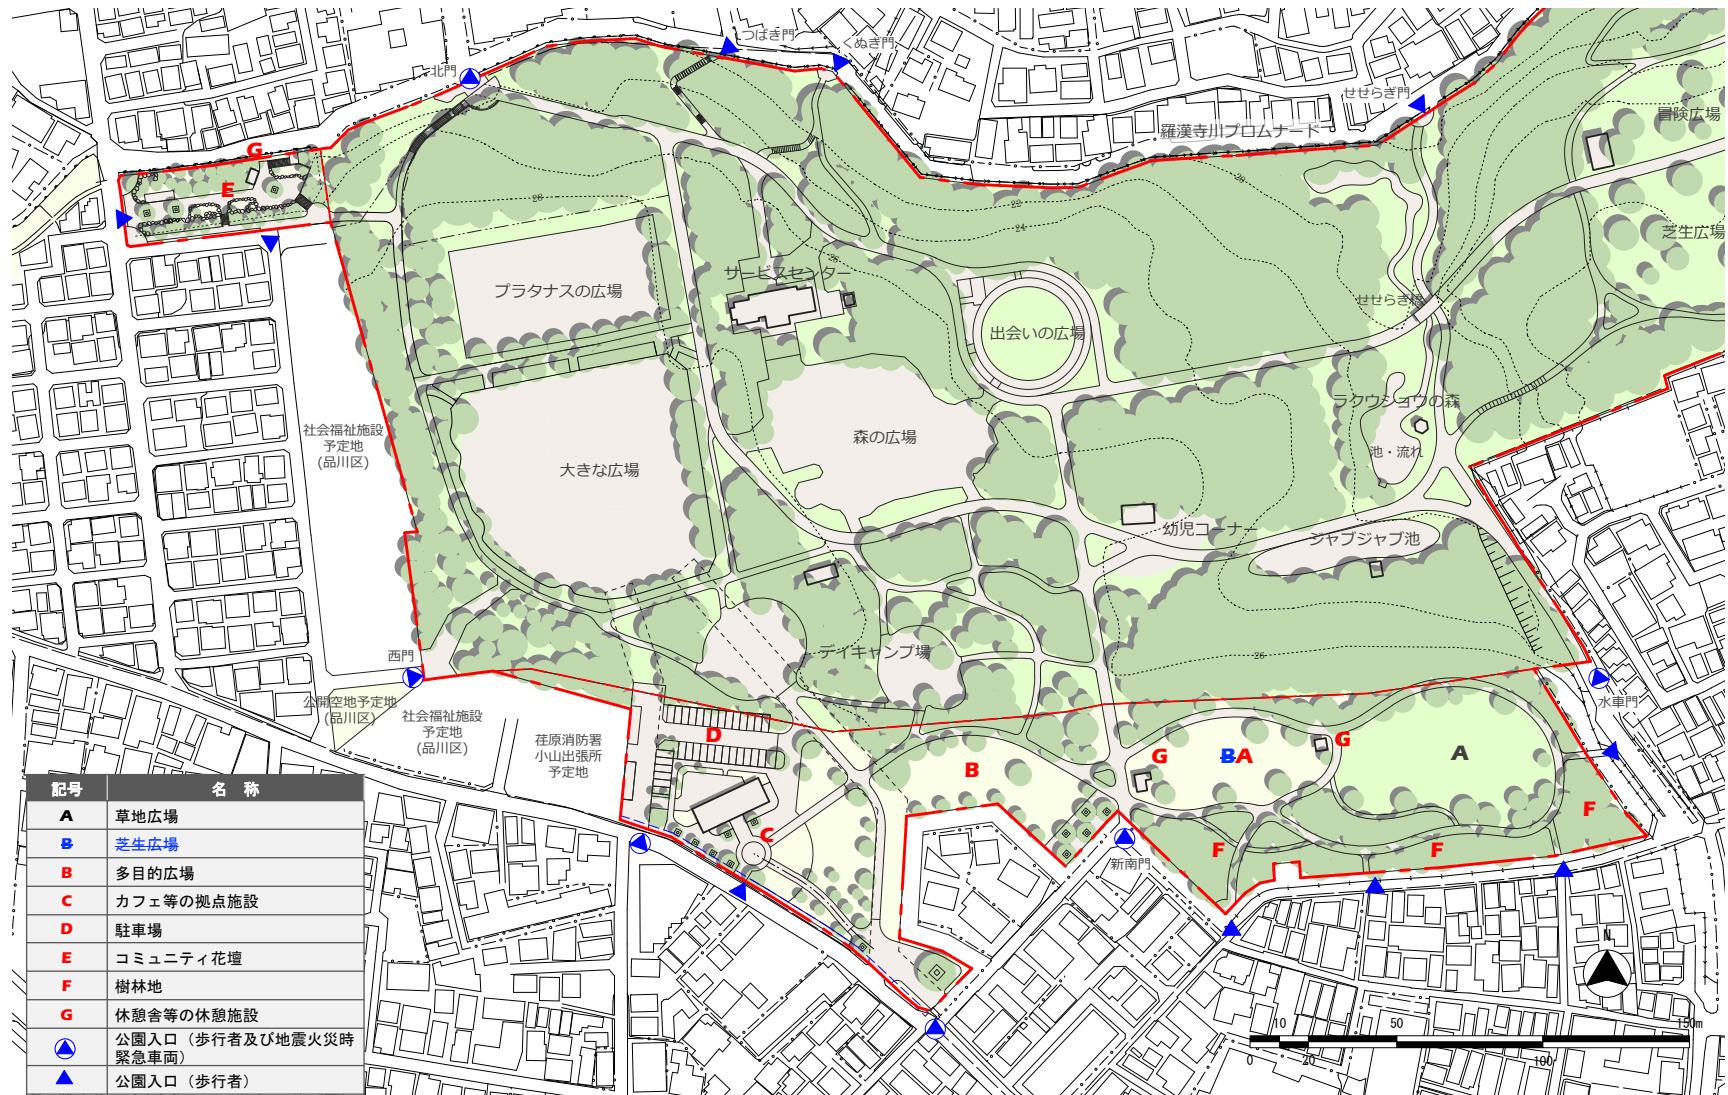 つばき門
くぬぎ門
北門
せせらぎ門
冒険広場
羅漢寺川プロムナード
G
E
28
22
24
26
20
芝生広場
サービスセンター
プラタナスの広場
せせらぎ橋
出会いの広場
ラクウショウの森
社会福祉施設
予定地
(品川区)
森の広場
池・流れ
大きな広場
幼児コーナー
ジャブジャブ池
西門
デイキャンプ場
26
公開空地予定地
(品川区)
社会福祉施設
予定地
(品川区)
水車門
荏原消防署
小山出張所
予定地
D
B
G
BA
G
A
F
C
F
F
新南門
記号 名 称
A 草地広場
B 芝生広場
B 多目的広場
C カフェ等の拠点施設
D 駐車場
E コミュニティ花壇
F 樹林地
G 休憩舎等の休憩施設
公園入口（歩行者及び地震火災時
緊急車両）
公園入口（歩行者）
N
10 50 150m
0 20 100